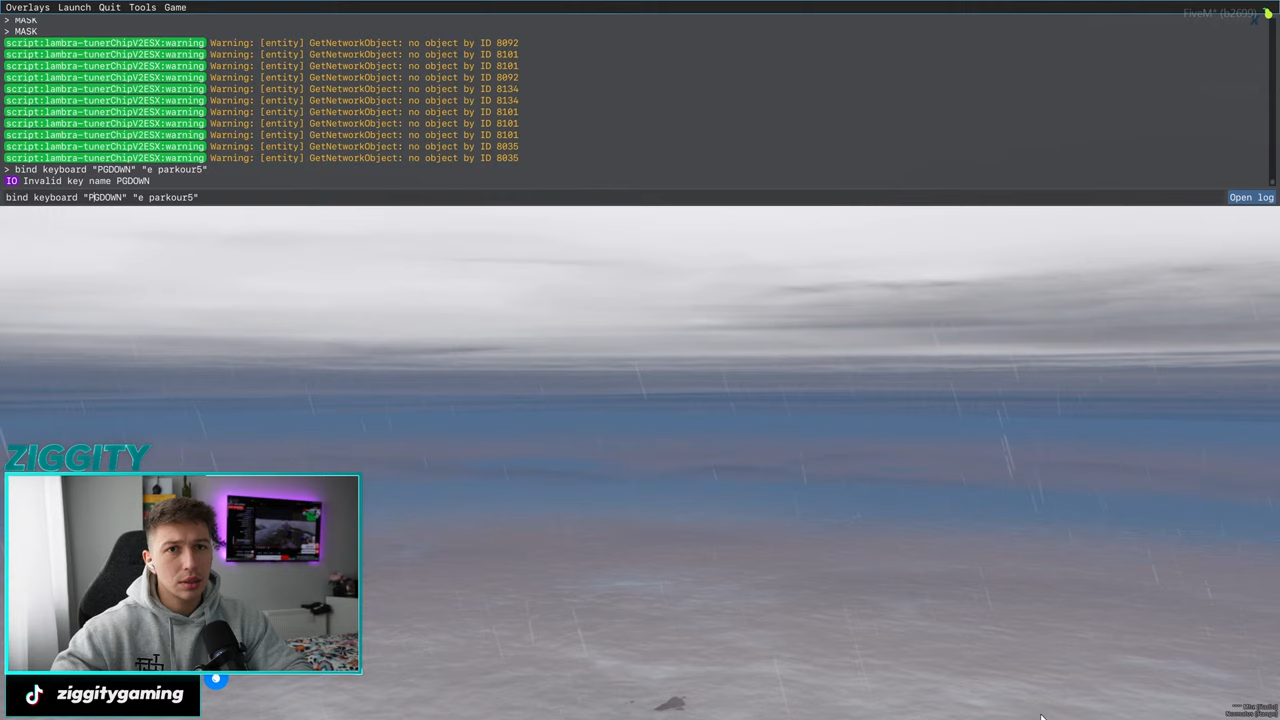 Overlays Launch Quit Tools Game
FiveM* (b2699)
> MASK
> MASK
script:lambra-tunerChipV2ESX:warning Warning: [entity] GetNetworkObject: no object by ID 8092
script:lambra-tunerChipV2ESX:warning Warning: [entity] GetNetworkObject: no object by ID 8101
script:lambra-tunerChipV2ESX:warning Warning: [entity] GetNetworkObject: no object by ID 8101
script:lambra-tunerChipV2ESX:warning Warning: [entity] GetNetworkObject: no object by ID 8092
script:lambra-tunerChipV2ESX:warning Warning: [entity] GetNetworkObject: no object by ID 8134
script:lambra-tunerChipV2ESX:warning Warning: [entity] GetNetworkObject: no object by ID 8134
script:lambra-tunerChipV2ESX:warning Warning: [entity] GetNetworkObject: no object by ID 8101
script:lambra-tunerChipV2ESX:warning Warning: [entity] GetNetworkObject: no object by ID 8101
script:lambra-tunerChipV2ESX:warning Warning: [entity] GetNetworkObject: no object by ID 8101
script:lambra-tunerChipV2ESX:warning Warning: [entity] GetNetworkObject: no object by ID 8035
script:lambra-tunerChipV2ESX:warning Warning: [entity] GetNetworkObject: no object by ID 8035
> bind keyboard "PGDOWN" "e parkour5"
IO Invalid key name PGDOWN
bind keyboard "PGDOWN" "e parkour5"
Open log
ZIGGITY
ziggitygaming